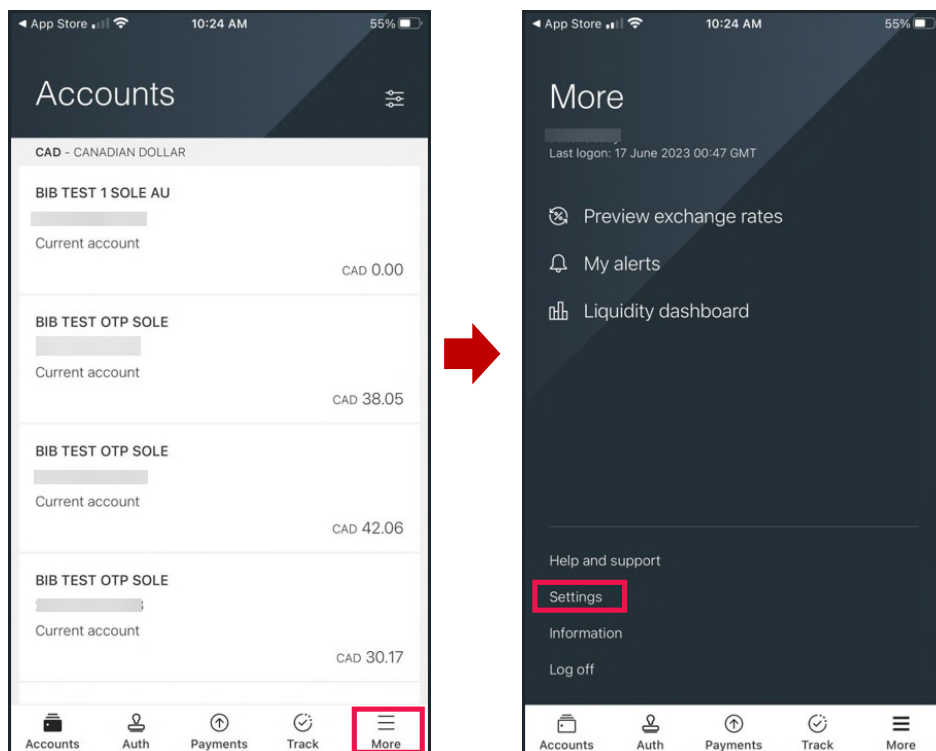 App Store 10:24 AM 55%
Accounts
CAD - CANADIAN DOLLAR
BIB TEST 1 SOLE AU
Current account
CAD 0.00
BIB TEST OTP SOLE
Current account
CAD 38.05
BIB TEST OTP SOLE
Current account
CAD 42.06
BIB TEST OTP SOLE
Current account
CAD 30.17
Accounts Auth Payments Track More
App Store 10:24 AM 55%
More
Last logon: 17 June 2023 00:47 GMT
Preview exchange rates
My alerts
Liquidity dashboard
Help and support
Settings
Information
Log off
Accounts Auth Payments Track More